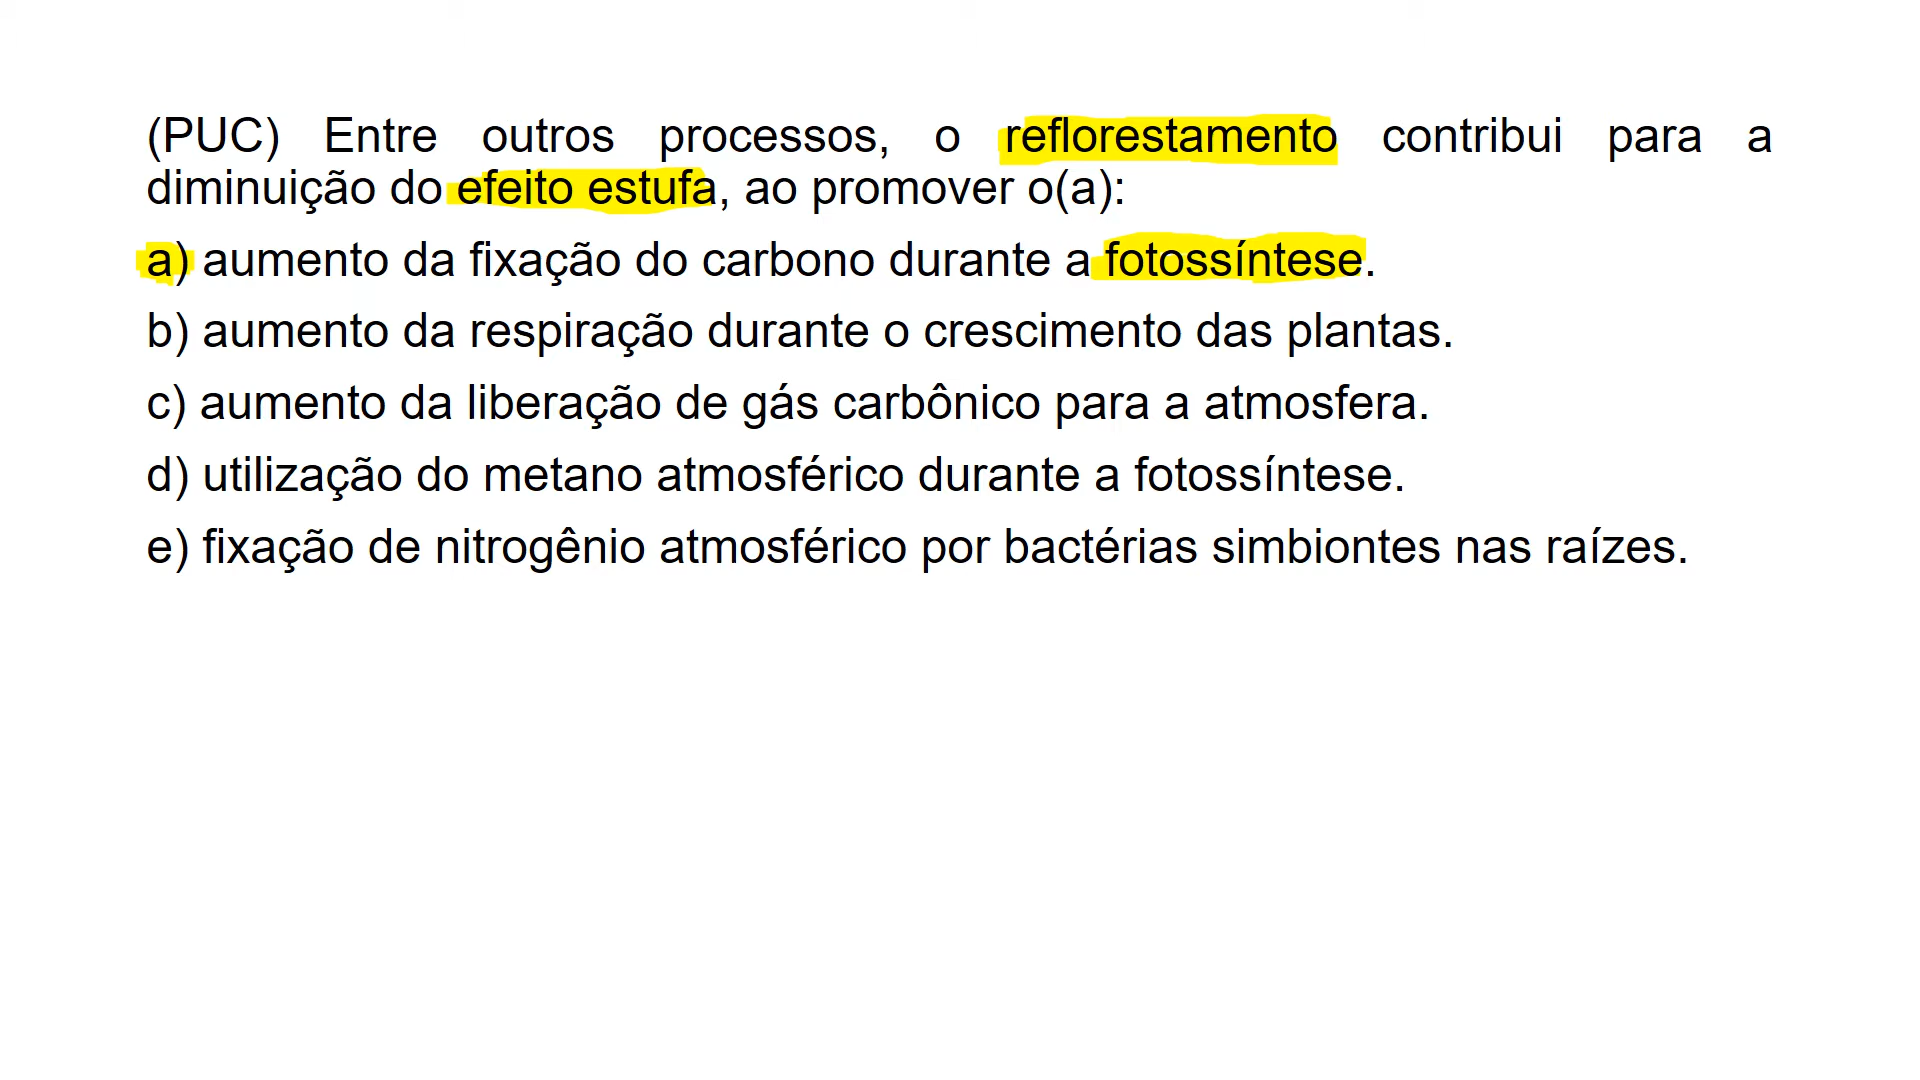 (PUC) Entre outros processos, o reflorestamento contribui para a
diminuição do efeito estufa, ao promover o(a):
a) aumento da fixação do carbono durante a fotossíntese.
b) aumento da respiração durante o crescimento das plantas.
c) aumento da liberação de gás carbônico para a atmosfera.
d) utilização do metano atmosférico durante a fotossíntese.
e) fixação de nitrogênio atmosférico por bactérias simbiontes nas raízes.